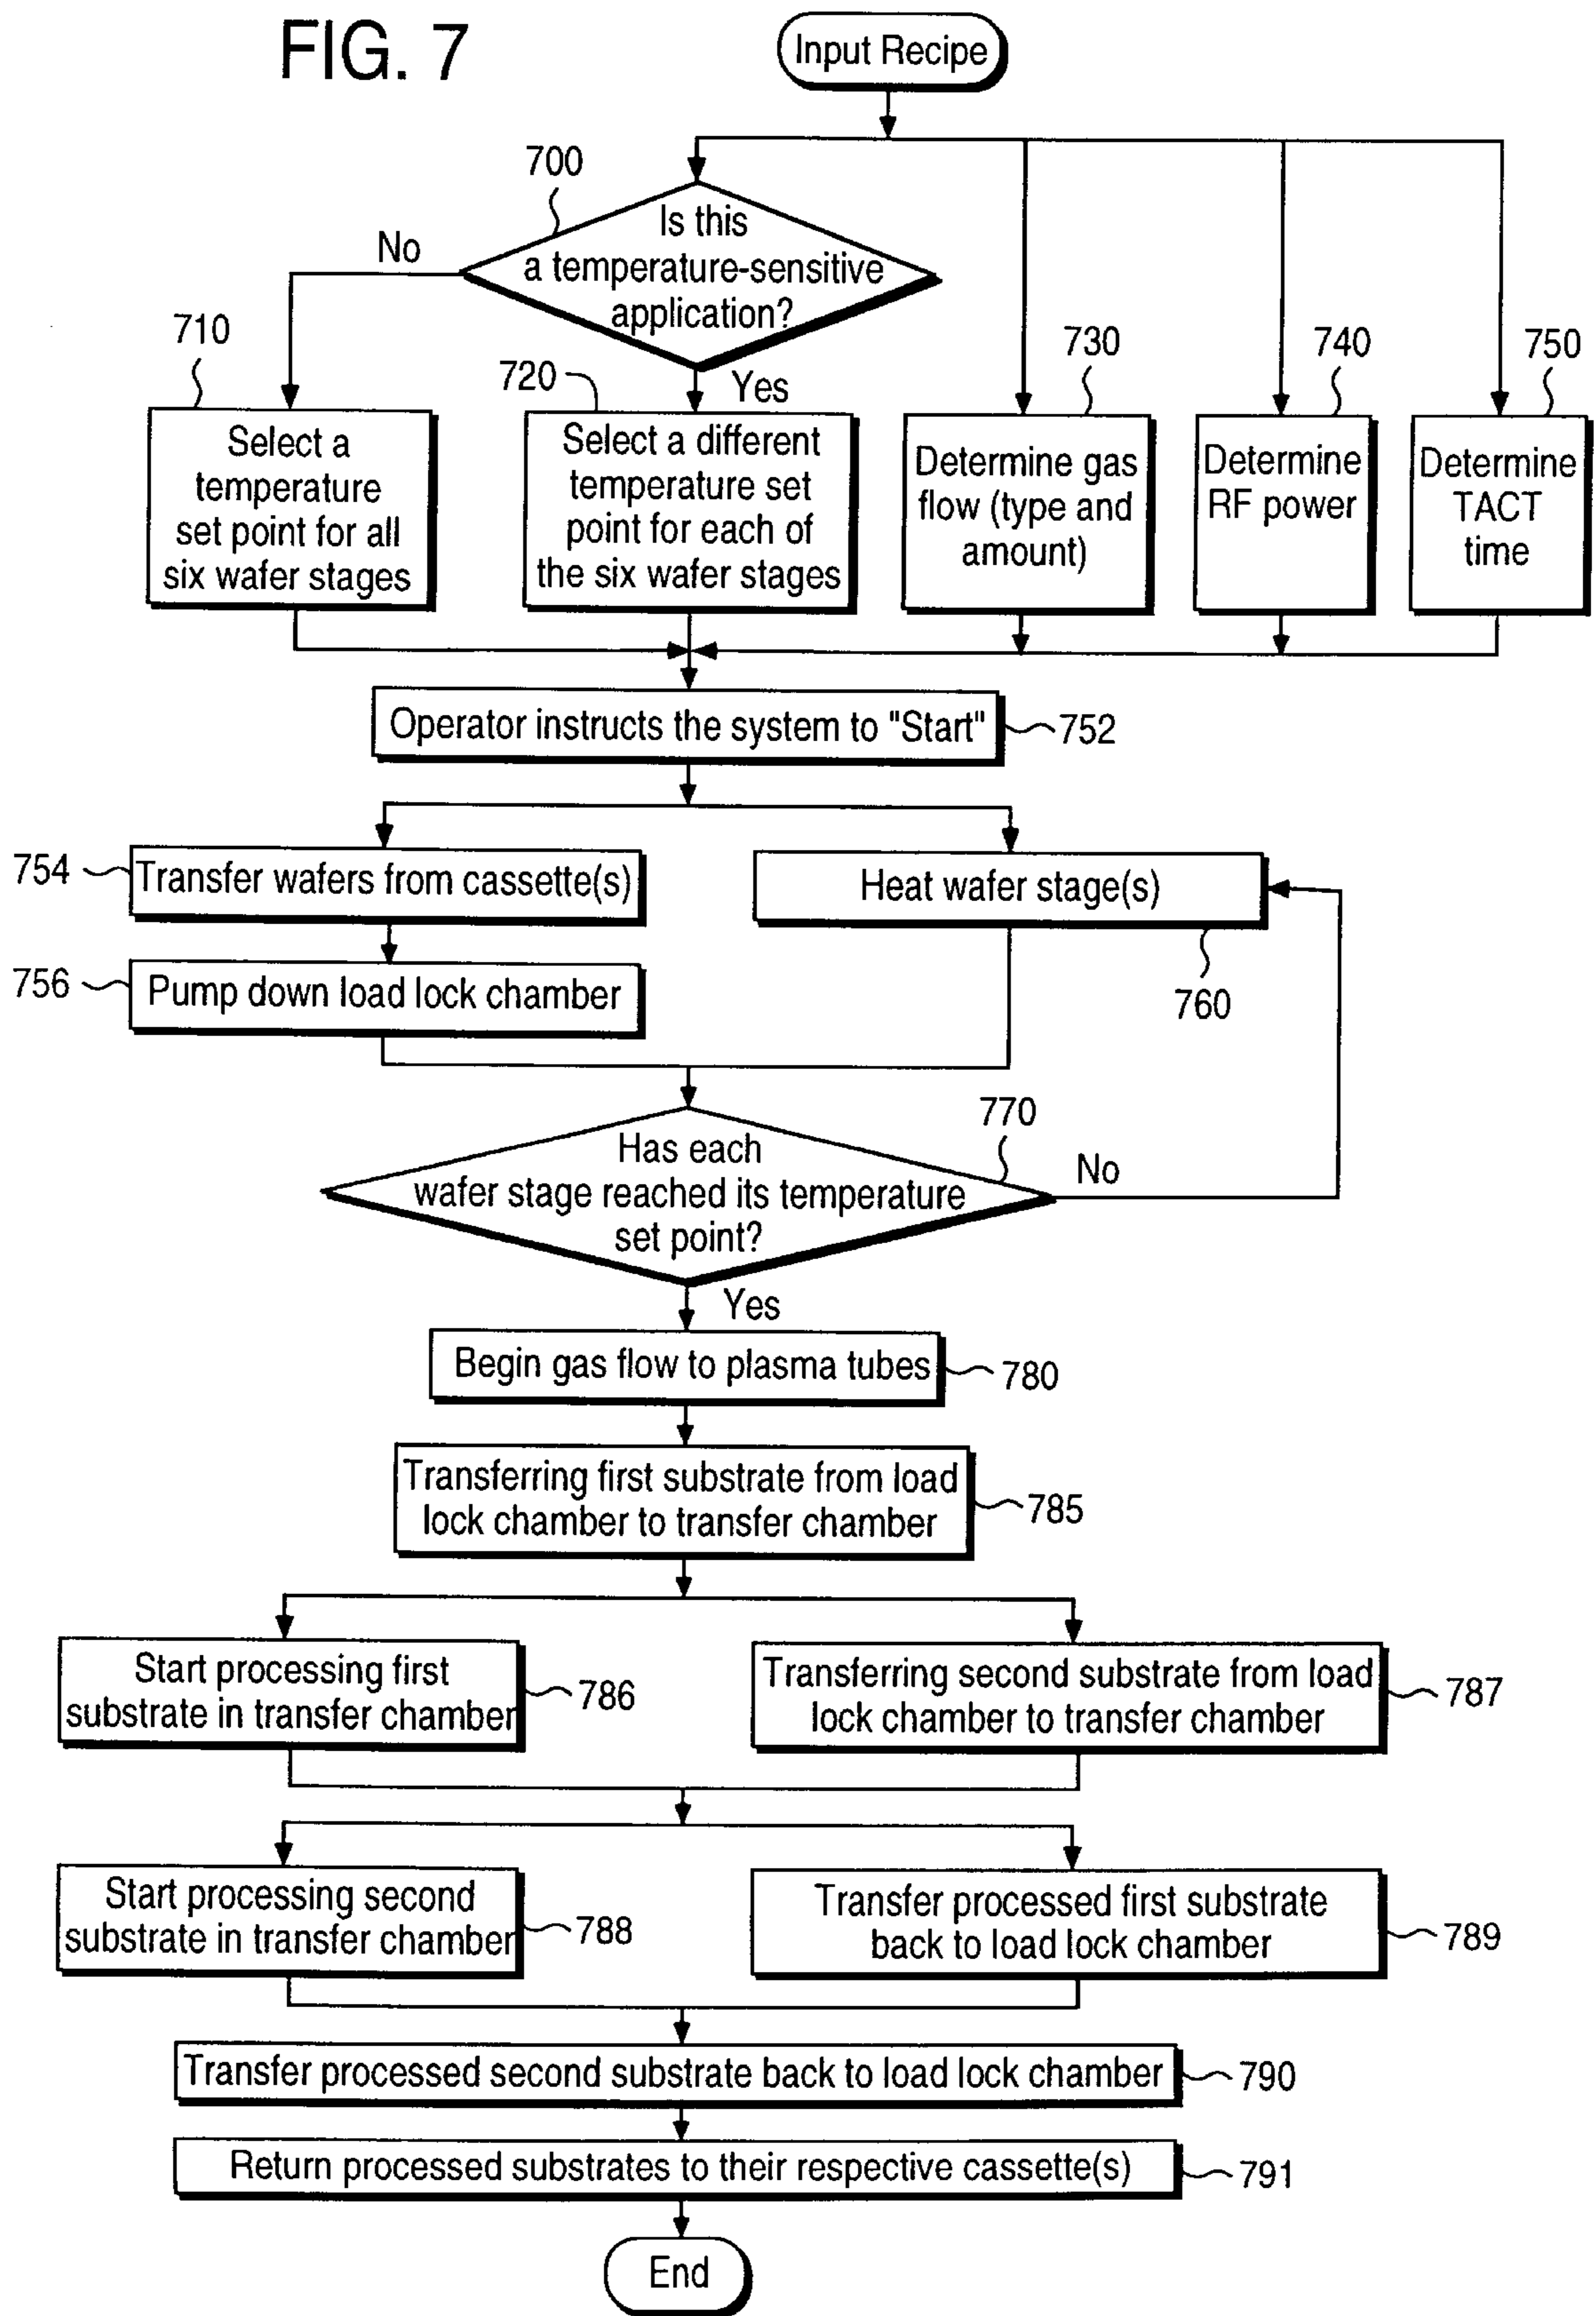 FIG. 7
Input Recipe
700
Is this
a temperature-sensitive
application?
No
Yes
710
Select a
temperature
set point for all
six wafer stages
720
Select a different
temperature set
point for each of
the six wafer stages
730
Determine gas
flow (type and
amount)
740
Determine
RF power
750
Determine
TACT
time
Operator instructs the system to "Start"
752
754
Transfer wafers from cassette(s)
Heat wafer stage(s)
760
756
Pump down load lock chamber
770
Has each
wafer stage reached its temperature
set point?
No
Yes
Begin gas flow to plasma tubes
780
Transferring first substrate from load
lock chamber to transfer chamber
785
Start processing first
substrate in transfer chamber
786
Transferring second substrate from load
lock chamber to transfer chamber
787
Start processing second
substrate in transfer chamber
788
Transfer processed first substrate
back to load lock chamber
789
Transfer processed second substrate back to load lock chamber
790
Return processed substrates to their respective cassette(s)
791
End